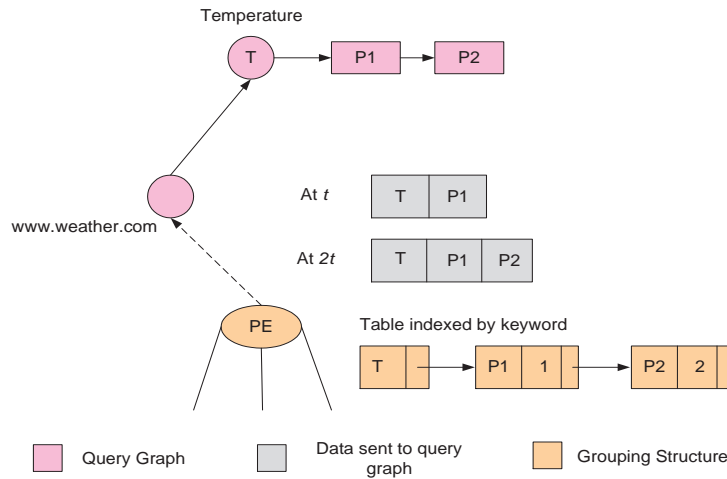 Temperature
T P1 P2
At t T P1
www.weather.com
At 2t T P1 P2
PE
Table indexed by keyword
T P1 1 P2 2
Query Graph
Data sent to query
graph
Grouping Structure